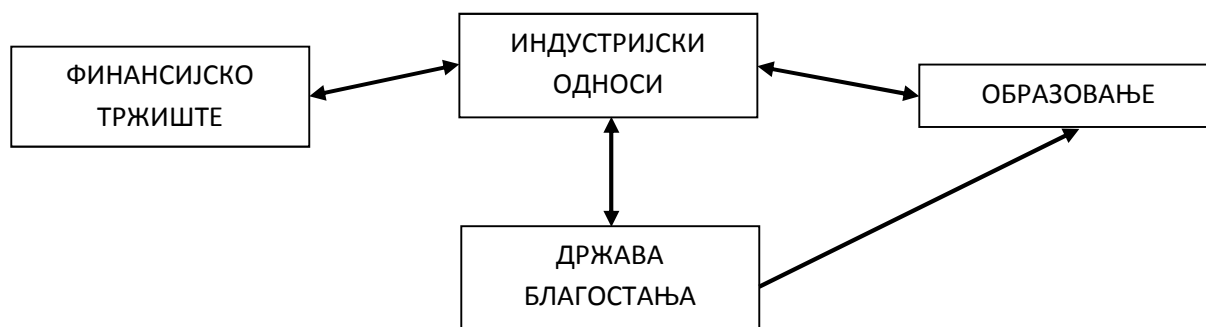 ФИНАНСИЈСКО
ТРЖИШТЕ
ИНДУСТРИЈСКИ
ОДНОСИ
ОБРАЗОВАЊЕ
ДРЖАВА
БЛАГОСТАЊА